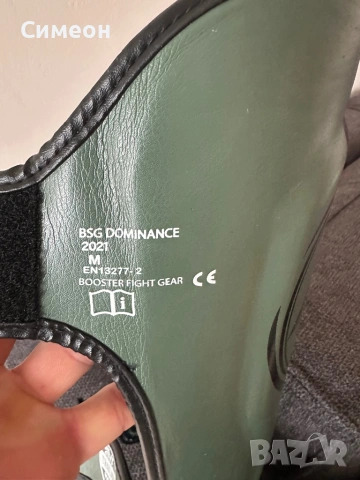 Симеон
BSG DOMINANCE
2021
M
EN13277-2
BOOSTER FIGHT GEAR CE
i
BAZAR